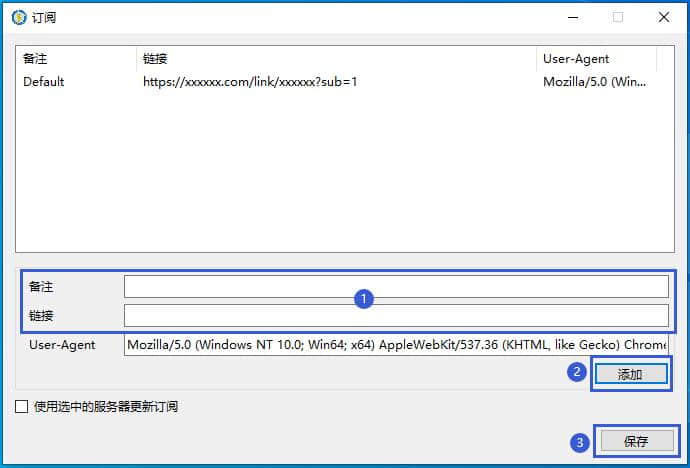 订阅
备注 链接 User-Agent
Default https://xxxxxx.com/link/xxxxxx?sub=1 Mozilla/5.0 (Win...
备注
1
链接
User-Agent Mozilla/5.0 (Windows NT 10.0; Win64; x64) AppleWebKit/537.36 (KHTML, like Gecko) Chrome
2 添加
使用选中的服务器更新订阅
3 保存